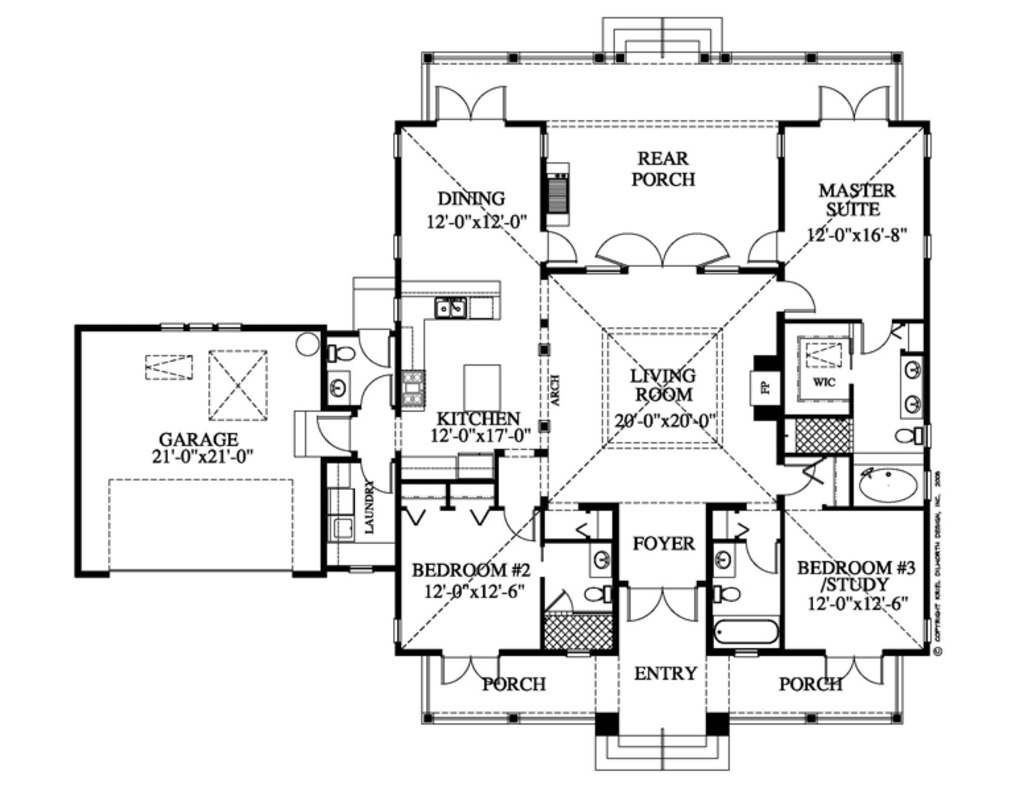 REAR
PORCH
DINING
12'-0"x12'-0"
MASTER
SUITE
12'-0"x16'-8"
LIVING
ROOM
20'-0"x20'-0"
ARCH
FP
WIC
KITCHEN
12'-0"x17'-0"
GARAGE
21'-0"x21'-0"
LAUNDRY
FOYER
BEDROOM #2
12'-0"x12'-6"
BEDROOM #3
/STUDY
12'-0"x12'-6"
ENTRY
PORCH
PORCH
© COPYRIGHT KRIEL DILWORTH DESIGN, INC. 2006